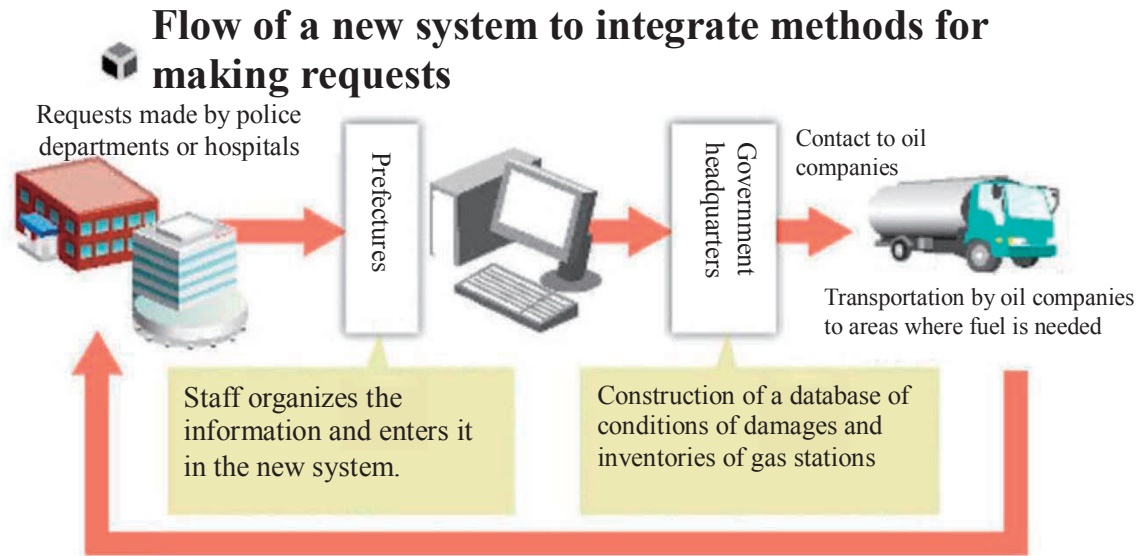 Flow of a new system to integrate methods for
making requests
Requests made by police
departments or hospitals
Prefectures
Government
headquarters
Contact to oil
companies
Transportation by oil companies
to areas where fuel is needed
Staff organizes the
information and enters it
in the new system.
Construction of a database of
conditions of damages and
inventories of gas stations